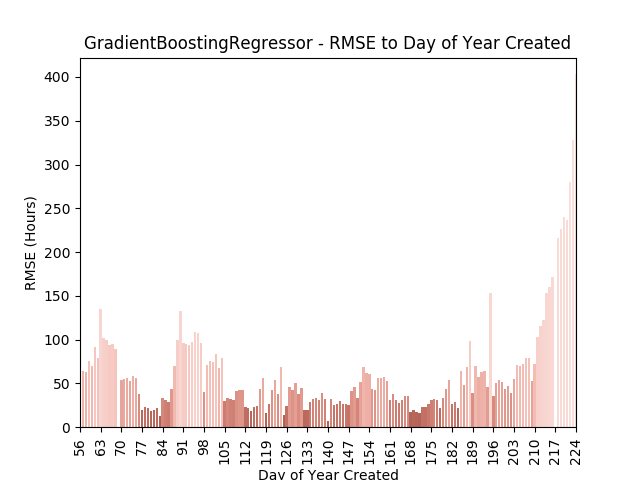 GradientBoostingRegressor - RMSE to Day of Year Created
400
350
300
250
200
150
100
50
0
RMSE (Hours)
56 63 70 77 84 91 98 105 112 119 126 133 140 147 154 161 168 175 182 189 196 203 210 217 224
Day of Year Created